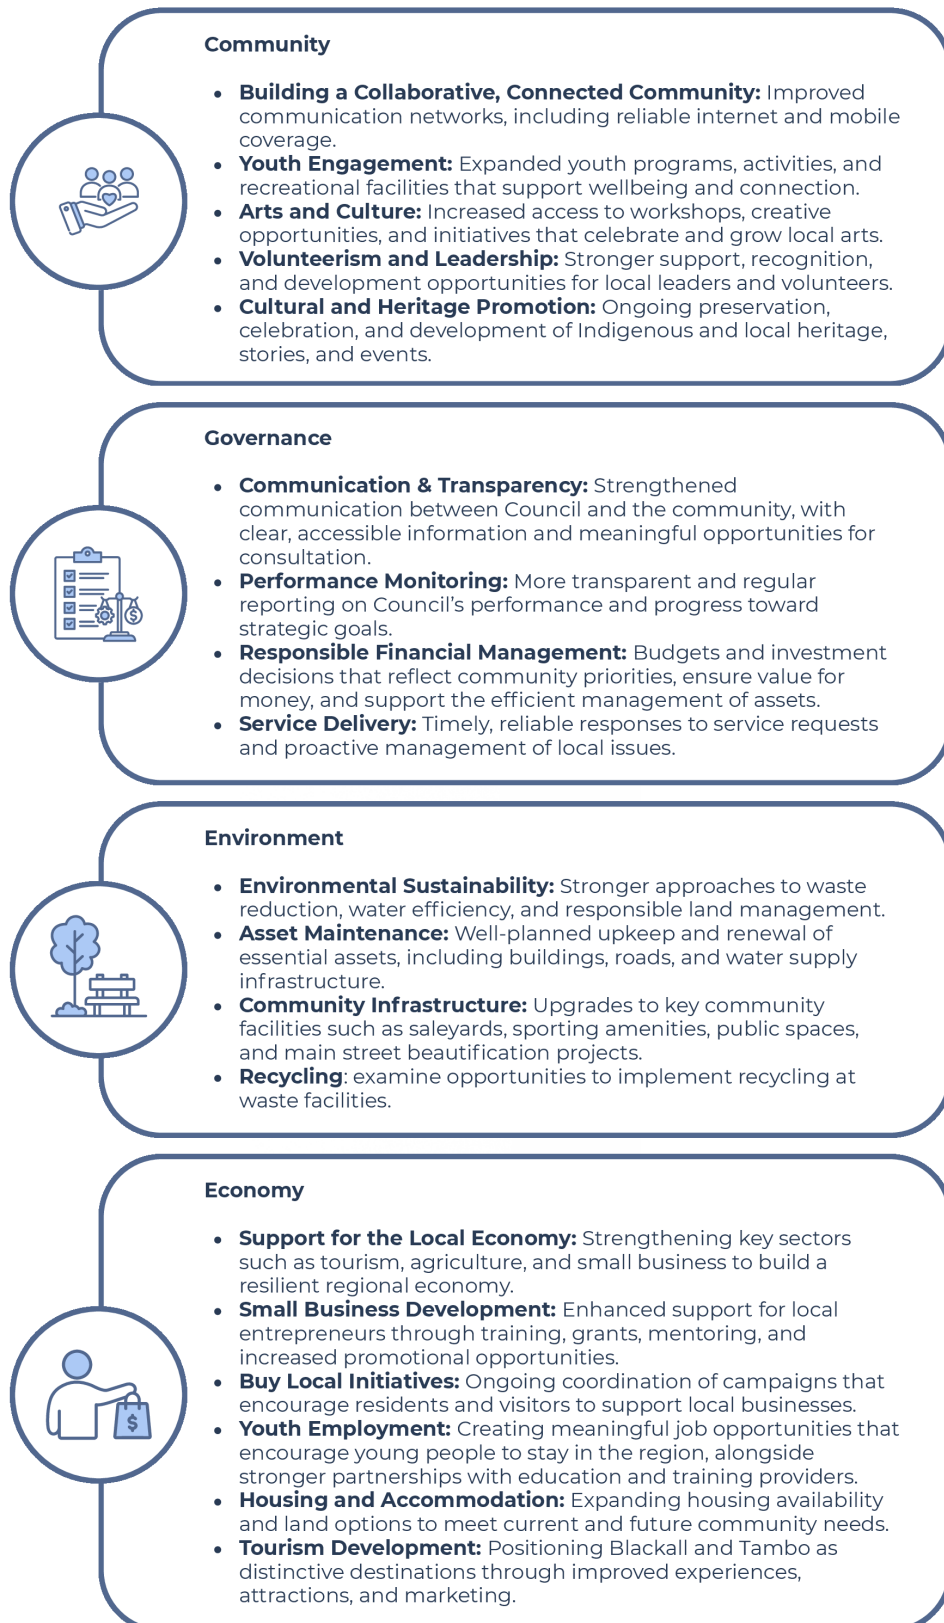 Community
• Building a Collaborative, Connected Community: Improved
communication networks, including reliable internet and mobile
coverage.
• Youth Engagement: Expanded youth programs, activities, and
recreational facilities that support wellbeing and connection.
• Arts and Culture: Increased access to workshops, creative
opportunities, and initiatives that celebrate and grow local arts.
• Volunteerism and Leadership: Stronger support, recognition,
and development opportunities for local leaders and volunteers.
• Cultural and Heritage Promotion: Ongoing preservation,
celebration, and development of Indigenous and local heritage,
stories, and events.
Governance
• Communication & Transparency: Strengthened
communication between Council and the community, with
clear, accessible information and meaningful opportunities for
consultation.
• Performance Monitoring: More transparent and regular
reporting on Council’s performance and progress toward
strategic goals.
• Responsible Financial Management: Budgets and investment
decisions that reflect community priorities, ensure value for
money, and support the efficient management of assets.
• Service Delivery: Timely, reliable responses to service requests
and proactive management of local issues.
$
Environment
• Environmental Sustainability: Stronger approaches to waste
reduction, water efficiency, and responsible land management.
• Asset Maintenance: Well-planned upkeep and renewal of
essential assets, including buildings, roads, and water supply
infrastructure.
• Community Infrastructure: Upgrades to key community
facilities such as saleyards, sporting amenities, public spaces,
and main street beautification projects.
• Recycling: examine opportunities to implement recycling at
waste facilities.
Economy
• Support for the Local Economy: Strengthening key sectors
such as tourism, agriculture, and small business to build a
resilient regional economy.
• Small Business Development: Enhanced support for local
entrepreneurs through training, grants, mentoring, and
increased promotional opportunities.
• Buy Local Initiatives: Ongoing coordination of campaigns that
encourage residents and visitors to support local businesses.
• Youth Employment: Creating meaningful job opportunities that
encourage young people to stay in the region, alongside
stronger partnerships with education and training providers.
• Housing and Accommodation: Expanding housing availability
and land options to meet current and future community needs.
• Tourism Development: Positioning Blackall and Tambo as
distinctive destinations through improved experiences,
attractions, and marketing.
$